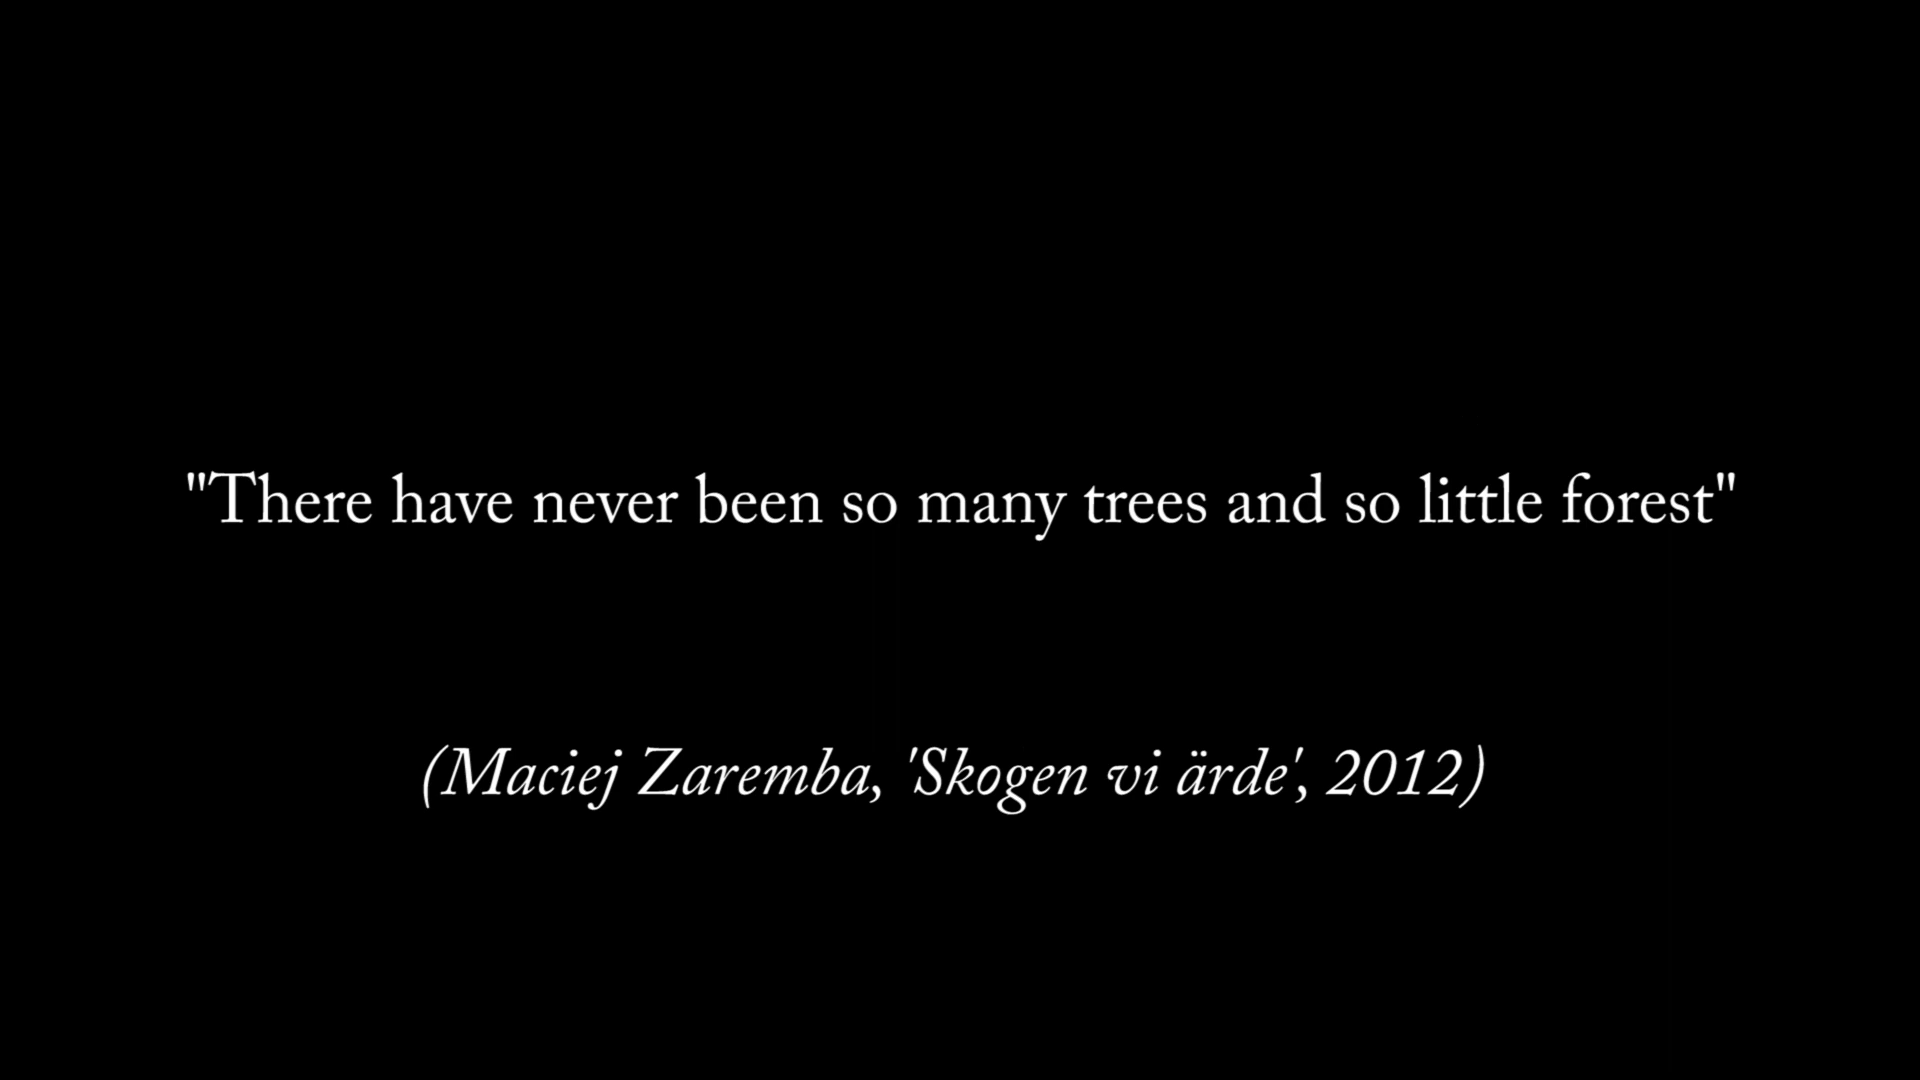 "There have never been so many trees and so little forest"
(Maciej Zaremba, 'Skogen vi ärde', 2012)